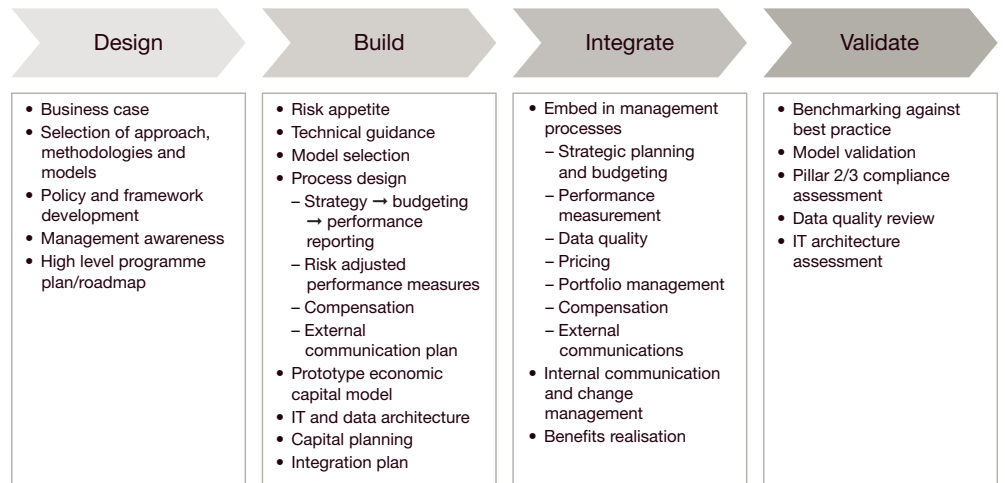 Design
Build
Integrate
Validate
• Business case
• Selection of approach,
methodologies and
models
• Policy and framework
development
• Management awareness
• High level programme
plan/roadmap
• Risk appetite
• Technical guidance
• Model selection
• Process design
– Strategy → budgeting
→ performance
reporting
– Risk adjusted
performance measures
– Compensation
– External
communication plan
• Prototype economic
capital model
• IT and data architecture
• Capital planning
• Integration plan
• Embed in management
processes
– Strategic planning
and budgeting
– Performance
measurement
– Data quality
– Pricing
– Portfolio management
– Compensation
– External
communications
• Internal communication
and change
management
• Benefits realisation
• Benchmarking against
best practice
• Model validation
• Pillar 2/3 compliance
assessment
• Data quality review
• IT architecture
assessment